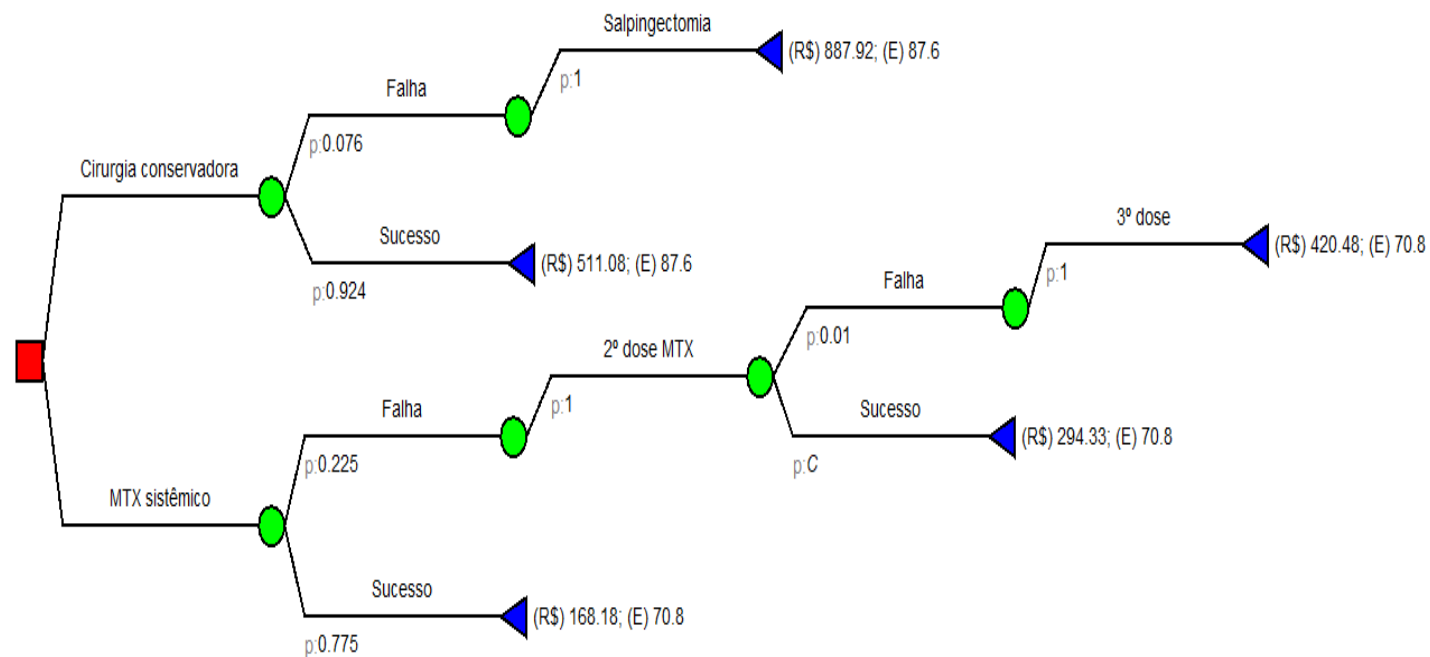 Salpingectomia
(R$) 887.92; (E) 87.6
p:1
Falha
p:0.076
Cirurgia conservadora
Sucesso
(R$) 511.08; (E) 87.6
p:0.924
3º dose
(R$) 420.48; (E) 70.8
p:1
Falha
p:0.01
2º dose MTX
p:1
Sucesso
(R$) 294.33; (E) 70.8
p:C
Falha
p:0.225
MTX sistêmico
Sucesso
(R$) 168.18; (E) 70.8
p:0.775